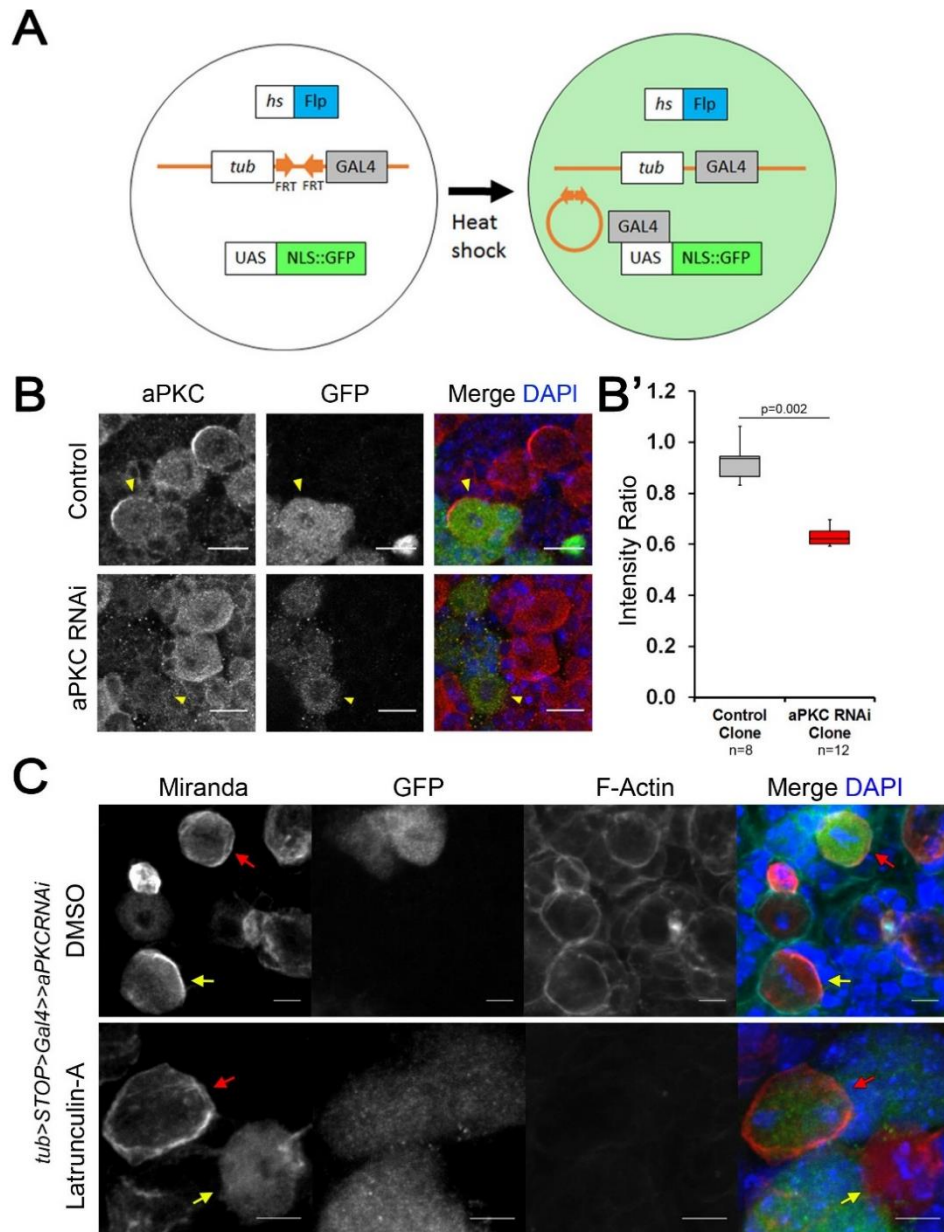 A
hs Flp
tub GAL4
FRT FRT
UAS NLS::GFP
Heat
shock
hs Flp
tub GAL4
GAL4
UAS NLS::GFP
B
aPKC GFP Merge DAPI
Control
aPKC RNAi
B'
p=0.002
Intensity Ratio
1.2
1.0
0.8
0.6
0.4
0.2
0.0
Control
Clone
n=8
aPKC RNAi
Clone
n=12
C
Miranda GFP F-Actin Merge DAPI
tub>STOP>Gal4>>aPKCRNAi
DMSO
Latrunculin-A